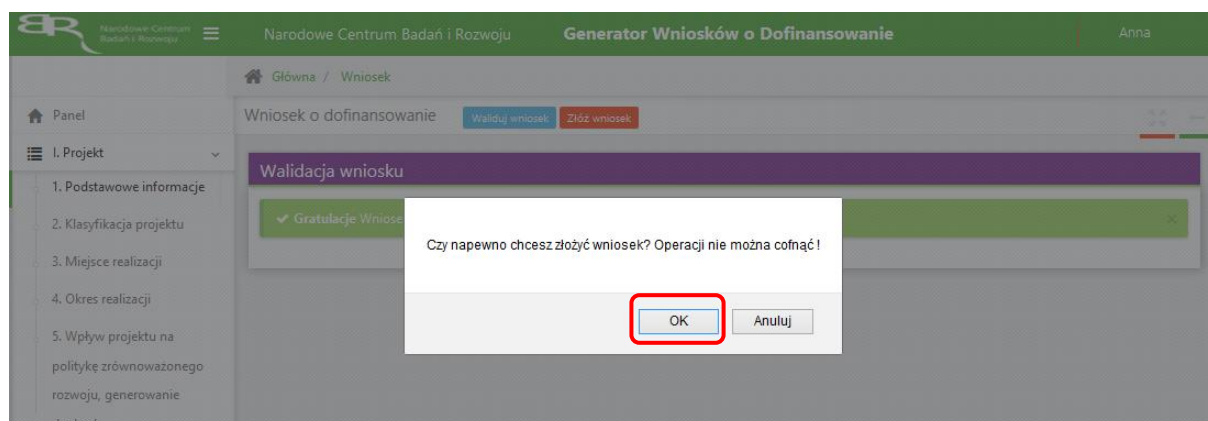 Narodowe Centrum
Badań i Rozwoju
Narodowe Centrum Badań i Rozwoju
Generator Wniosków o Dofinansowanie
Anna
Główna / Wniosek
Panel
Wniosek o dofinansowanie
Waliduj wniosek
Złóż wniosek
I. Projekt
Walidacja wniosku
1. Podstawowe informacje
Gratulacje
2. Klasyfikacja projektu
Czy napewno chcesz złożyć wniosek? Operacji nie można cofnąć !
3. Miejsce realizacji
4. Okres realizacji
OK
Anuluj
5. Wpływ projektu na
politykę zrównoważonego
rozwoju, generowanie